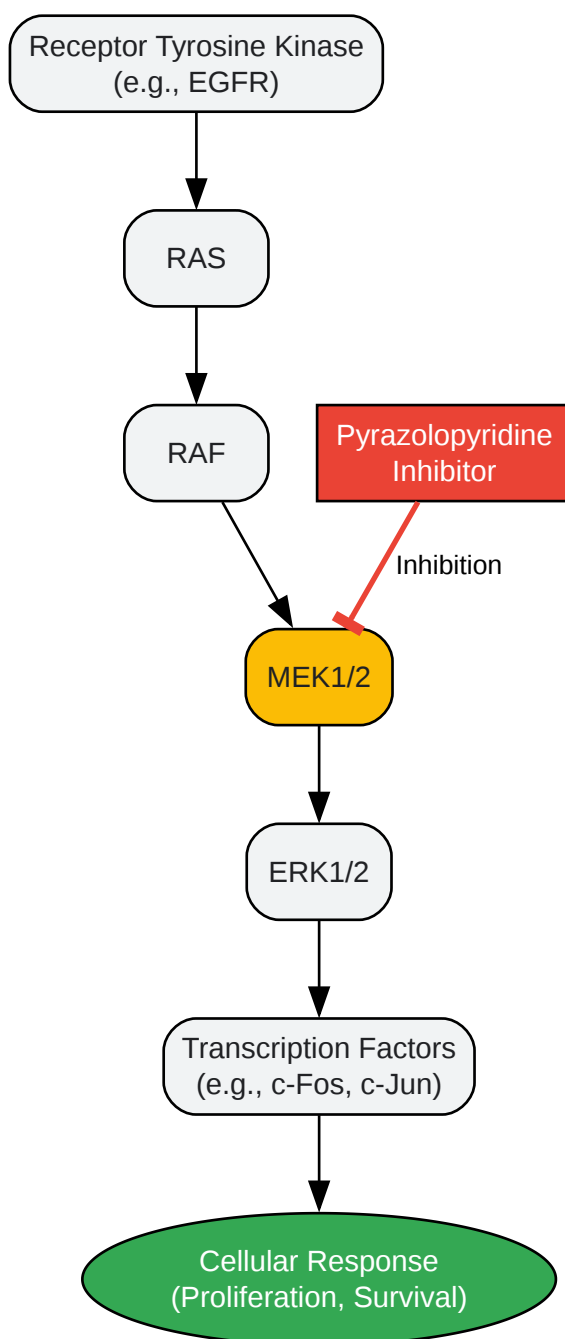 Receptor Tyrosine Kinase
(e.g., EGFR)
RAS
RAF
Pyrazolopyridine
Inhibitor
Inhibition
MEK1/2
ERK1/2
Transcription Factors
(e.g., c-Fos, c-Jun)
Cellular Response
(Proliferation, Survival)